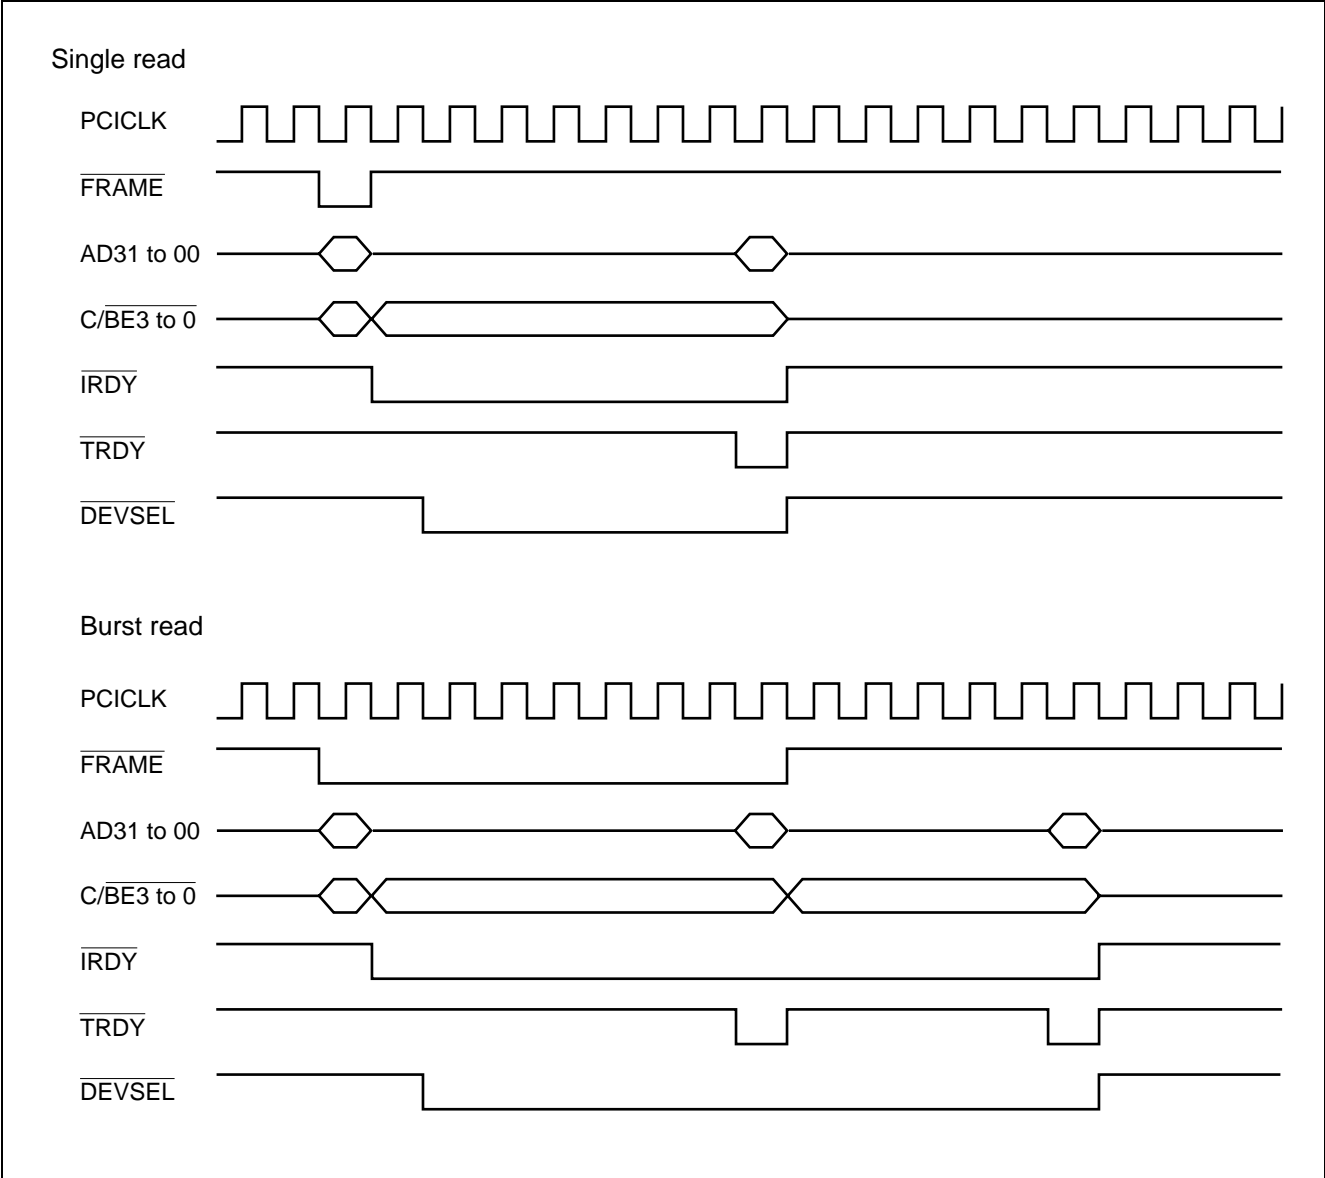 Single read
PCICLK
FRAME
AD31 to 00
C/BE3 to 0
IRDY
TRDY
DEVSEL
Burst read
PCICLK
FRAME
AD31 to 00
C/BE3 to 0
IRDY
TRDY
DEVSEL